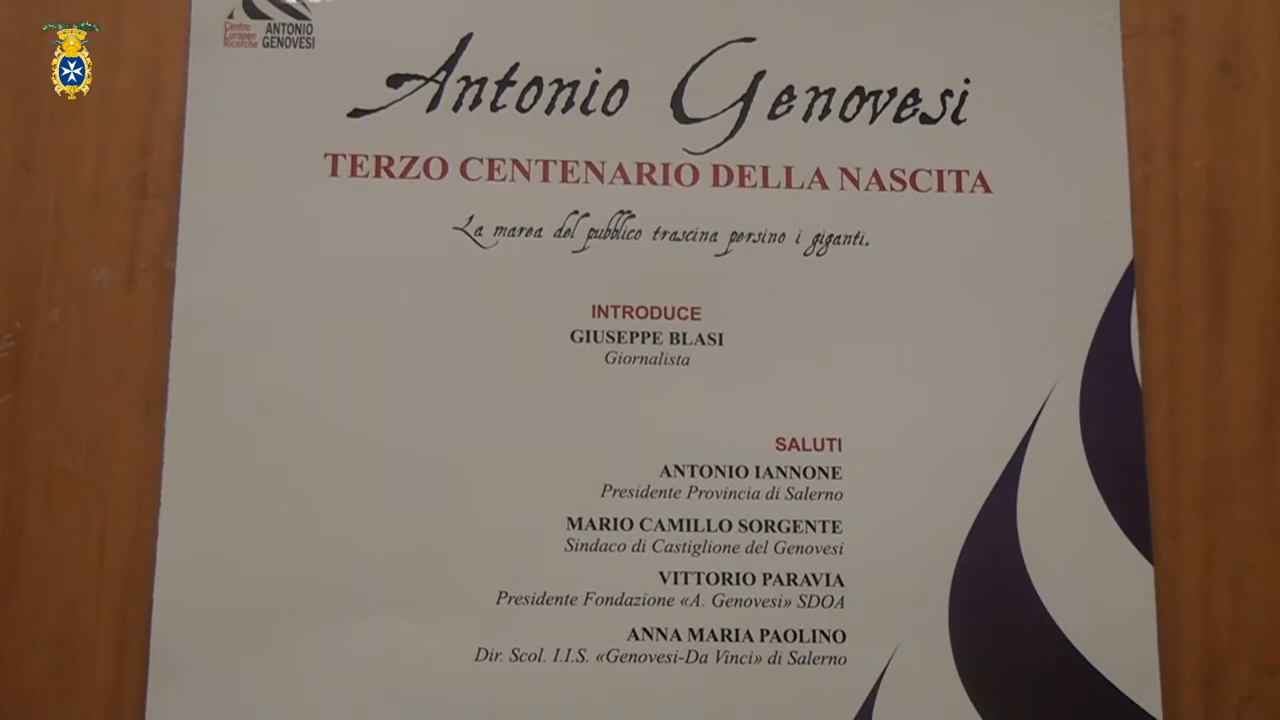 Centro
Europeo
Ricerche
ANTONIO
GENOVESI
Antonio Genovesi
TERZO CENTENARIO DELLA NASCITA
La marea del pubblico trascina persino i giganti.
INTRODUCE
GIUSEPPE BLASI
Giornalista
SALUTI
ANTONIO IANNONE
Presidente Provincia di Salerno
MARIO CAMILLO SORGENTE
Sindaco di Castiglione del Genovesi
VITTORIO PARAVIA
Presidente Fondazione «A. Genovesi» SDOA
ANNA MARIA PAOLINO
Dir. Scol. I.I.S. «Genovesi-Da Vinci» di Salerno